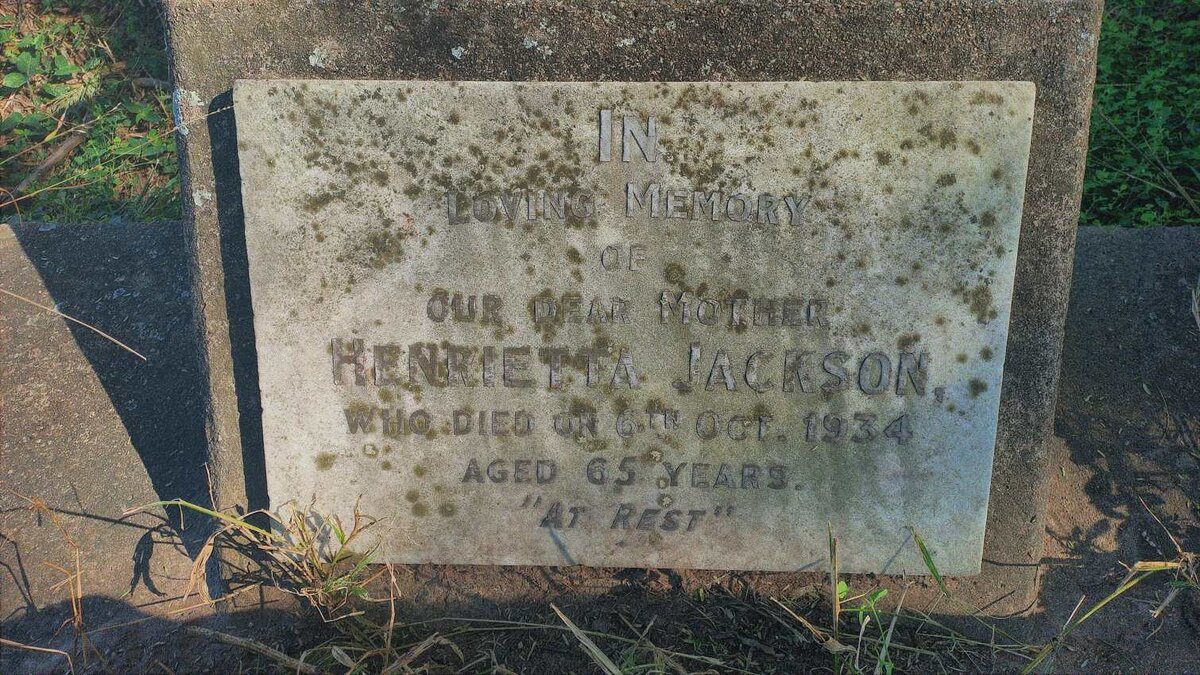 IN
LOVING MEMORY
OF
OUR DEAR MOTHER
HENRIETTA JACKSON,
WHO DIED ON 6TH OCT. 1934
AGED 65 YEARS.
"AT REST"